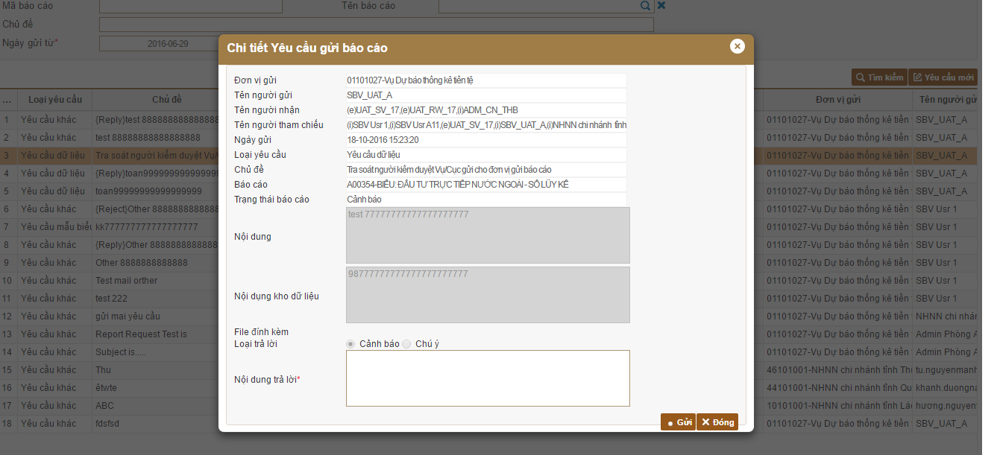 Mã báo cáo Tên báo cáo
Chủ đề
Ngày gửi từ* 2016-06-29
Tìm kiếm Yêu cầu mới
... Loại yêu cầu Chủ đề Đơn vị gửi Tên người gử
Chi tiết Yêu cầu gửi báo cáo
Đơn vị gửi 01101027-Vụ Dự báo thống kê tiền tệ
Tên người gửi SBV_UAT_A
Tên người nhận (e)UAT_SV_17,(e)UAT_RW_17,(i)ADM_CN_THB
Tên người tham chiếu (i)SBV Usr 1,(i)SBV Usr A11,(e)UAT_SV_17,(i)SBV_UAT_A,(i)NHNN chi nhánh tỉnh
Ngày gửi 18-10-2016 15:23:20
Loại yêu cầu Yêu cầu dữ liệu
Chủ đề Tra soát người kiểm duyệt Vụ/Cục gửi cho đơn vị gửi báo cáo
Báo cáo A00354-BIỂU: ĐẦU TƯ TRỰC TIẾP NƯỚC NGOÀI - SỐ LŨY KẾ
Trạng thái báo cáo Cảnh báo
Nội dung test 77777777777777777777
Nội dụng kho dữ liệu
File đính kèm
Loại trả lời Cảnh báo Chú ý
Nội dung trả lời*
Gửi Đóng
1 Yêu cầu khác 01101027-Vụ Dự báo thống kê tiền SBV_UAT_A
2 Yêu cầu khác 01101027-Vụ Dự báo thống kê tiền SBV_UAT_A
3 Yêu cầu dữ liệu Tra soát người kiểm duyệt Vụ/ 01101027-Vụ Dự báo thống kê tiền SBV_UAT_A
4 Yêu cầu dữ liệu 01101027-Vụ Dự báo thống kê tiền SBV_UAT_A
5 Yêu cầu dữ liệu 01101027-Vụ Dự báo thống kê tiền SBV_UAT_A
6 Yêu cầu khác 01101027-Vụ Dự báo thống kê tiền SBV Usr 1
7 Yêu cầu mẫu biểu 01101027-Vụ Dự báo thống kê tiền SBV Usr 1
8 Yêu cầu khác 01101027-Vụ Dự báo thống kê tiền SBV Usr 1
9 Yêu cầu khác Other 8888888888888 01101027-Vụ Dự báo thống kê tiền SBV Usr 1
10 Yêu cầu khác Test mail orther 01101027-Vụ Dự báo thống kê tiền SBV Usr 1
11 Yêu cầu khác test 222 01101027-Vụ Dự báo thống kê tiền SBV Usr 1
12 Yêu cầu khác gửi mai yêu cầu 01101027-Vụ Dự báo thống kê tiền NHNN chi nhár
13 Yêu cầu khác Report Request Test is 01101027-Vụ Dự báo thống kê tiền Admin Phòng A
14 Yêu cầu khác Subject is..... 01101027-Vụ Dự báo thống kê tiền Admin Phòng A
15 Yêu cầu khác Thu 46101001-NHNN chi nhánh tỉnh Thu tu.nguyenmanh
16 Yêu cầu khác êtwte 44101001-NHNN chi nhánh tỉnh Qu khanh.duongna
17 Yêu cầu khác ABC 10101001-NHNN chi nhánh tỉnh Lào hương.nguyen
18 Yêu cầu khác fdsfsd 01101027-Vụ Dự báo thống kê tiền SBV_UAT_A